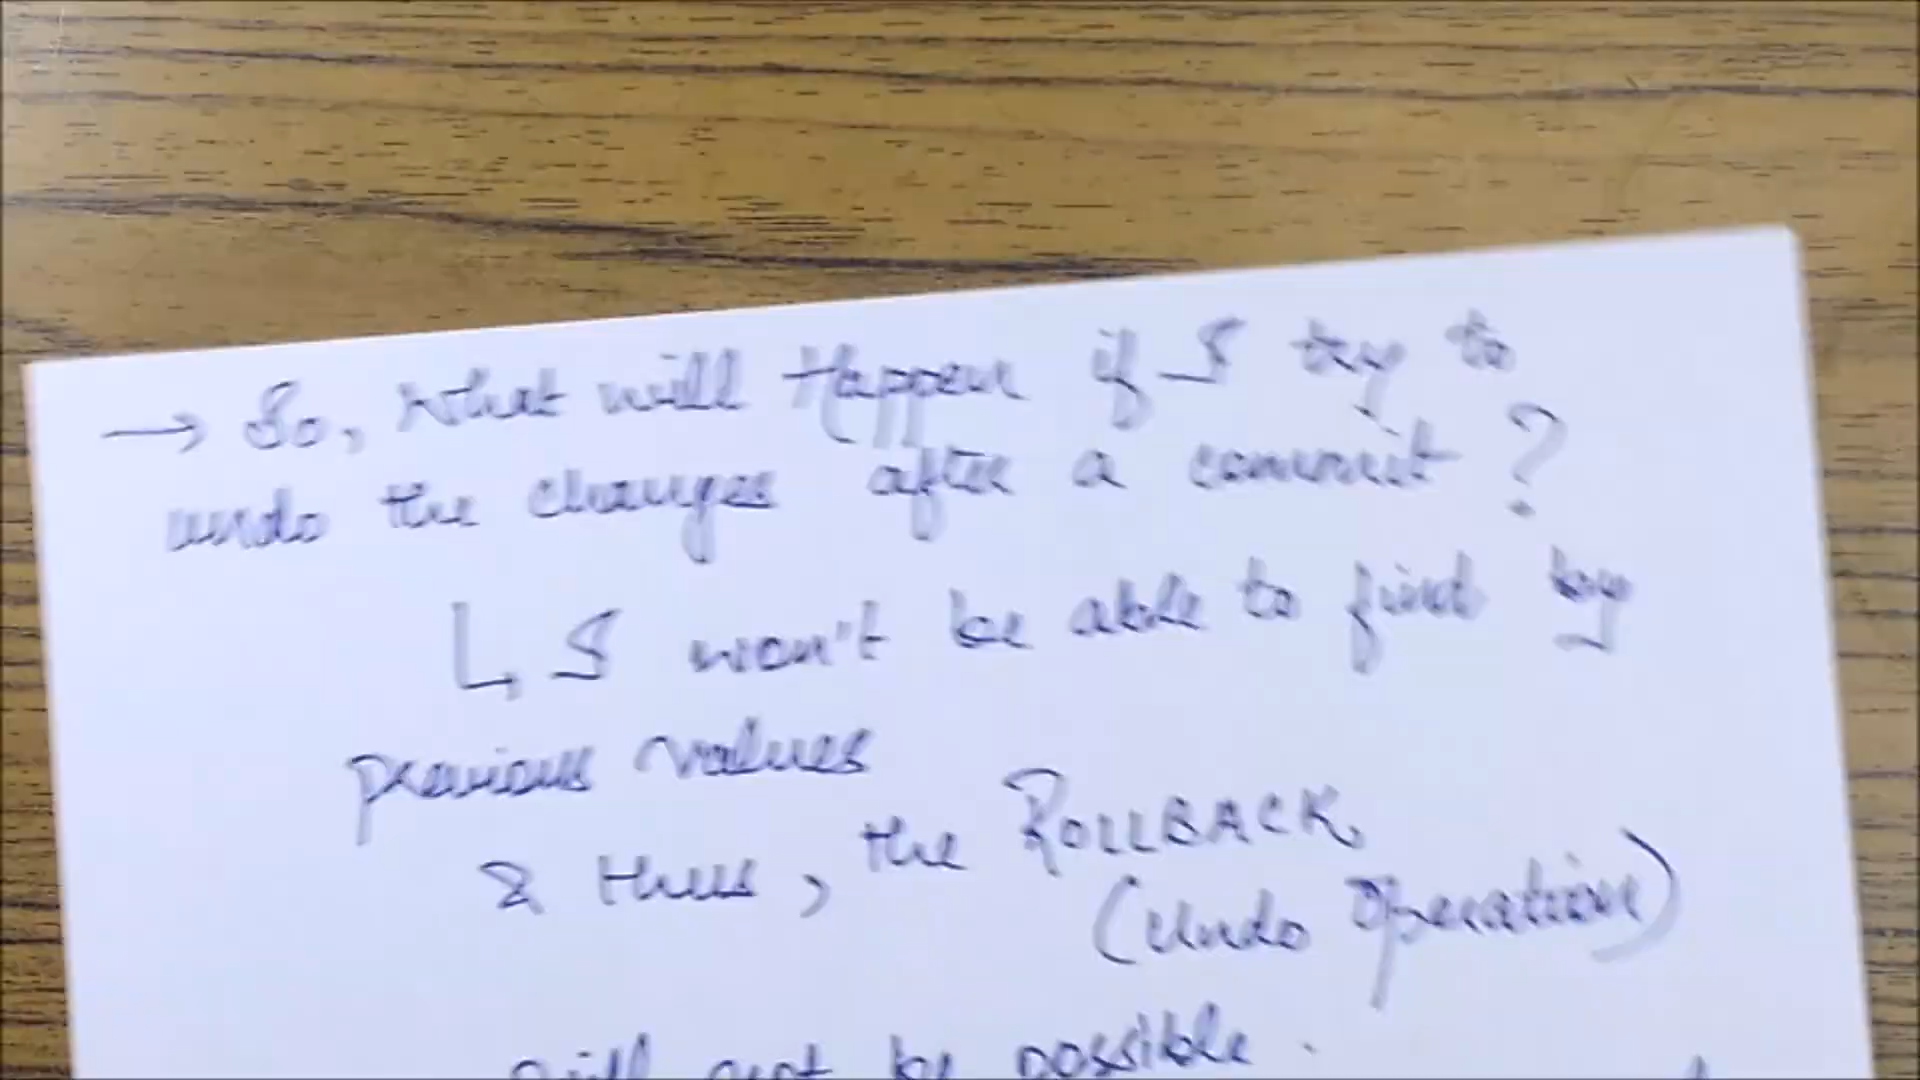 → So, what will Happen if I try to
undo the changes after a commit?
↳ I won't be able to find by
previous values
& thus, the ROLLBACK
(Undo Operation)
will not be possible.